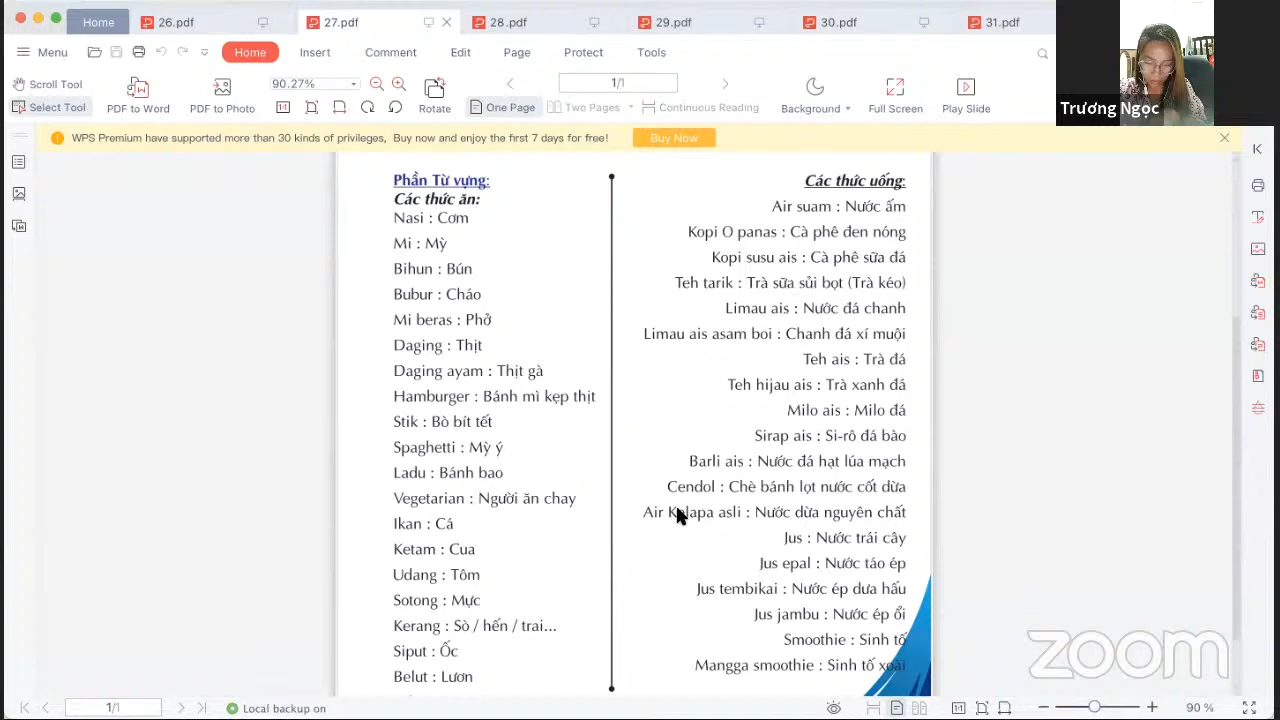 Home
26.pdf
27.pdf
28.pdf
29.pdf
30.pdf
31.pdf
Menu
Home
Insert
Comment
Edit
Page
Protect
Tools
Scroll Tool
Select Tool
PDF to Word
PDF to Photo
90.27%
Rotate
1/1
One Page
Two Pages
Continuous Reading
Background
Full Screen
Play Slide
Trương Ngọc
WPS Premium have supported more than 30 kinds of privileges, Buy now and enjoy the first 7 days for free!
Buy Now
Phần Từ vựng:
Các thức ăn:
Nasi : Cơm
Mi : Mỳ
Bihun : Bún
Bubur : Cháo
Mi beras : Phở
Daging : Thịt
Daging ayam : Thịt gà
Hamburger : Bánh mì kẹp thịt
Stik : Bò bít tết
Spaghetti : Mỳ ý
Ladu : Bánh bao
Vegetarian : Người ăn chay
Ikan : Cá
Ketam : Cua
Udang : Tôm
Sotong : Mực
Kerang : Sò / hến / trai...
Siput : Ốc
Belut : Lươn
Các thức uống:
Air suam : Nước ấm
Kopi O panas : Cà phê đen nóng
Kopi susu ais : Cà phê sữa đá
Teh tarik : Trà sữa sủi bọt (Trà kéo)
Limau ais : Nước đá chanh
Limau ais asam boi : Chanh đá xí muội
Teh ais : Trà đá
Teh hijau ais : Trà xanh đá
Milo ais : Milo đá
Sirap ais : Si-rô đá bào
Barli ais : Nước đá hạt lúa mạch
Cendol : Chè bánh lọt nước cốt dừa
Air Kelapa asli : Nước dừa nguyên chất
Jus : Nước trái cây
Jus epal : Nước táo ép
Jus tembikai : Nước ép dưa hấu
Jus jambu : Nước ép ổi
Smoothie : Sinh tố
Mangga smoothie : Sinh tố xoài
zoom
1/1
Local backup on
90 %